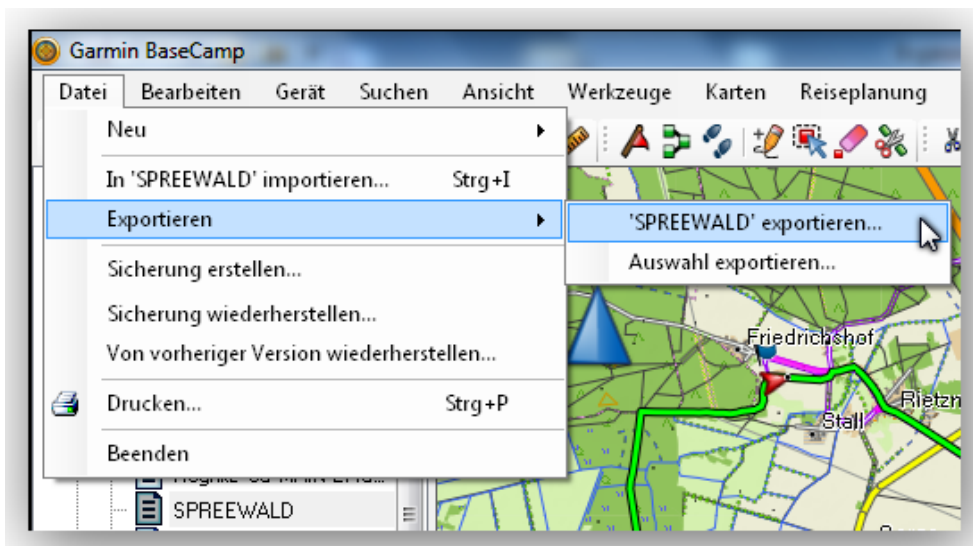 Garmin BaseCamp
Datei Bearbeiten Gerät Suchen Ansicht Werkzeuge Karten Reiseplanung
Neu
In 'SPREEWALD' importieren... Strg+I
Exportieren
'SPREEWALD' exportieren...
Auswahl exportieren...
Sicherung erstellen...
Sicherung wiederherstellen...
Von vorheriger Version wiederherstellen...
Drucken... Strg+P
Beenden
SPREEWALD
Friedrichshof
Rietzn
Stall